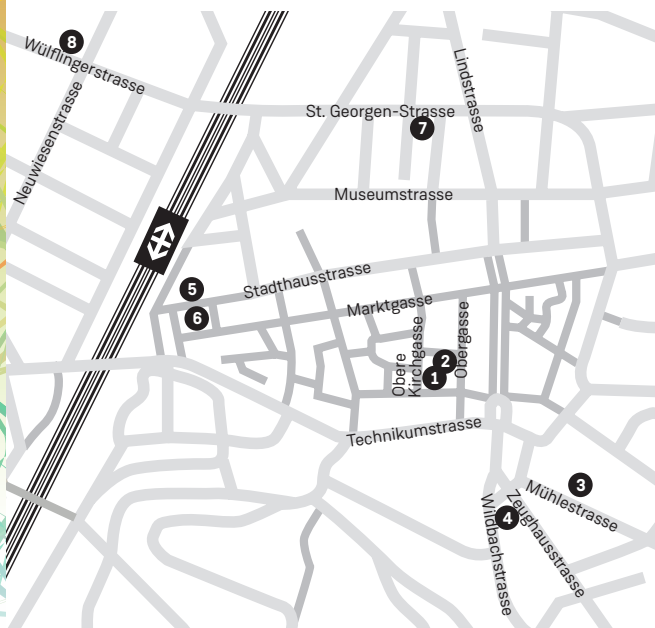 8
Wülflingerstrasse
Lindstrasse
Neuwiesenstrasse
St. Georgen-Strasse
7
Museumstrasse
5
Stadthausstrasse
6
Marktgasse
Obere
Kirchgasse
Obergasse
2
1
Technikumstrasse
3
Mühlestrasse
4
Zeughausstrasse
Wildbachstrasse